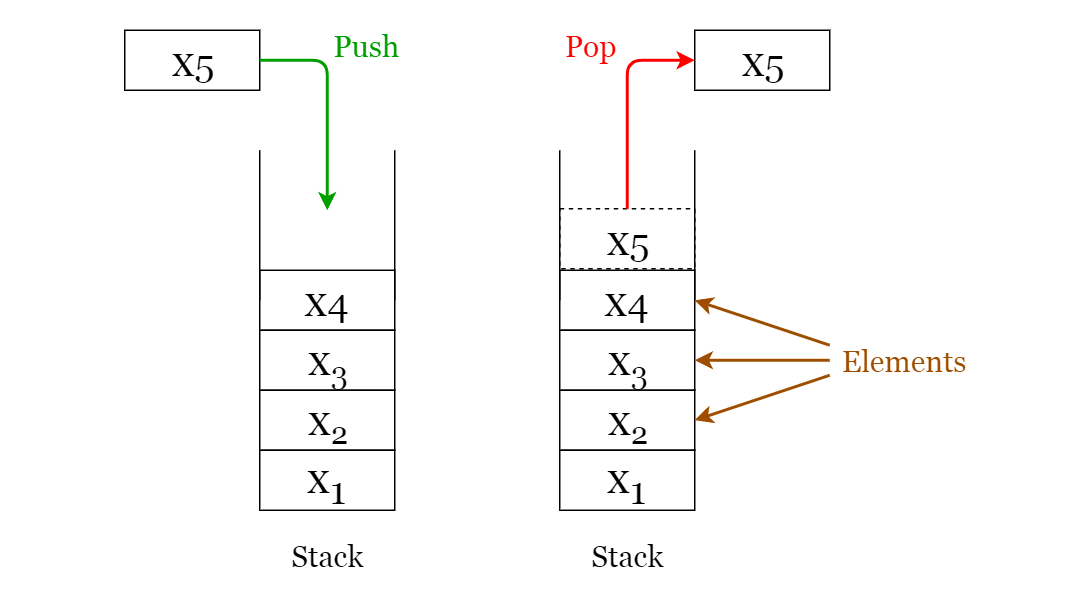 X5
Push
Pop
X5
X5
X4
X4
X₃
X₃
Elements
X₂
X₂
X₁
X₁
Stack
Stack